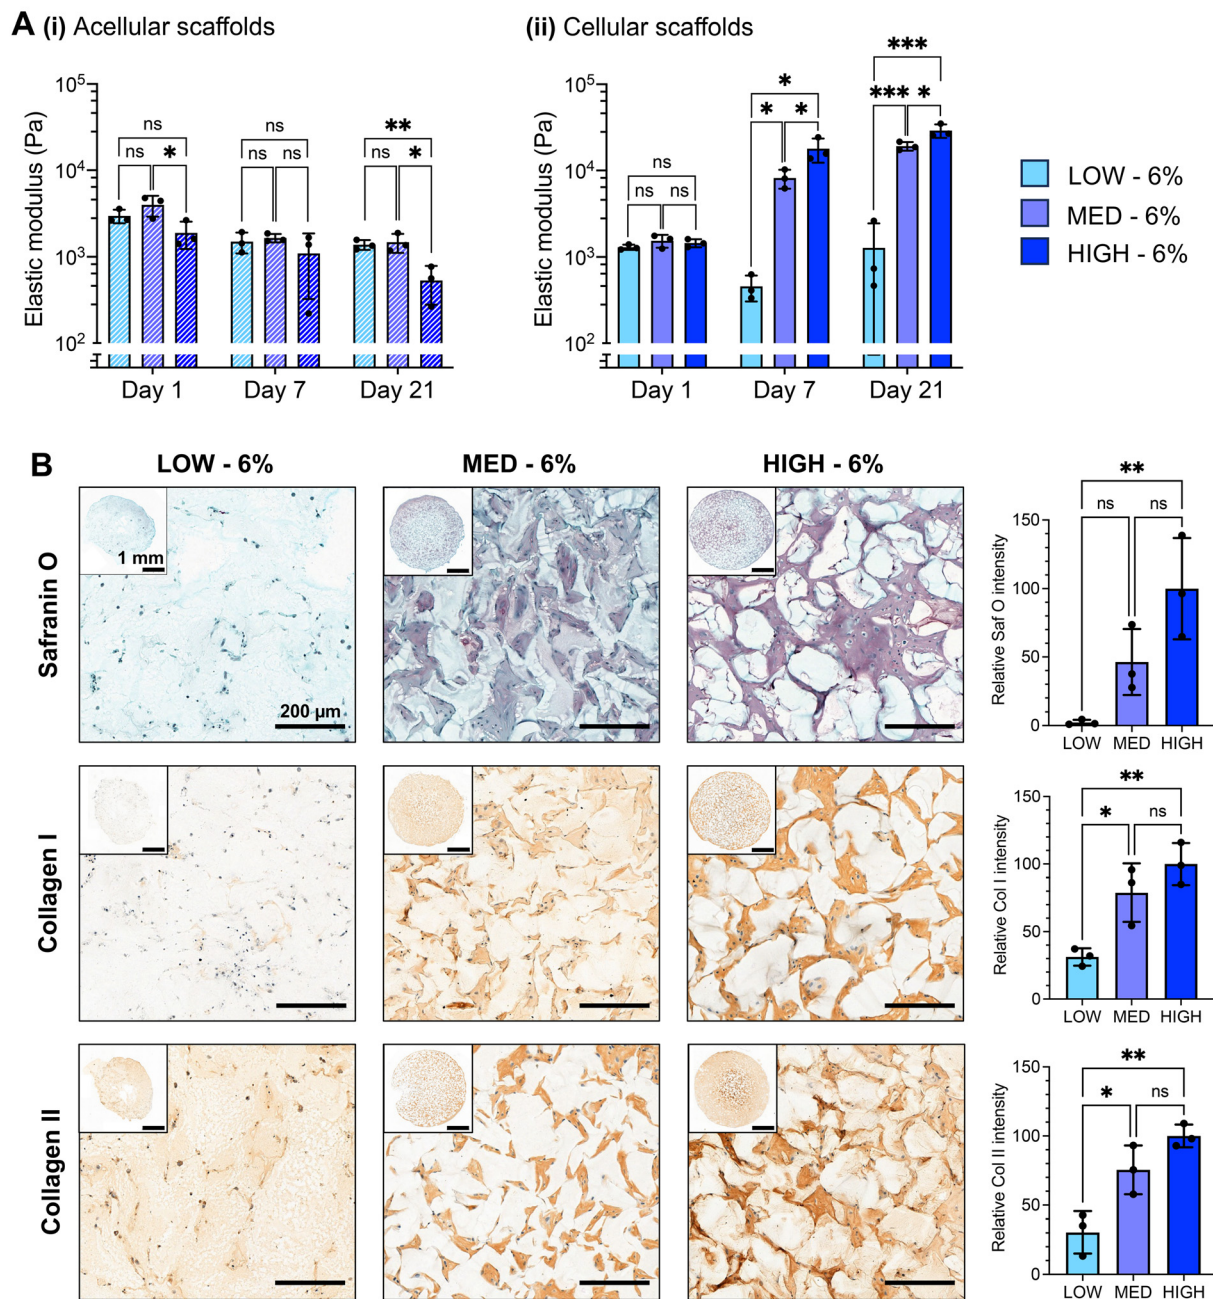 A (i) Acellular scaffolds
(ii) Cellular scaffolds
Elastic modulus (Pa)
10⁵
10⁴
10³
10²
ns
ns
*
ns
ns
ns
**
ns
*
Day 1
Day 7
Day 21
Elastic modulus (Pa)
10⁵
10⁴
10³
10²
ns
ns
ns
*
*
*
***
***
*
Day 1
Day 7
Day 21
LOW - 6%
MED - 6%
HIGH - 6%
B
LOW - 6%
MED - 6%
HIGH - 6%
Safranin O
1 mm
200 μm
Relative Saf O intensity
150
100
50
0
**
ns
ns
LOW
MED
HIGH
Collagen I
Relative Col I intensity
150
100
50
0
**
*
ns
LOW
MED
HIGH
Collagen II
Relative Col II intensity
150
100
50
0
**
*
ns
LOW
MED
HIGH